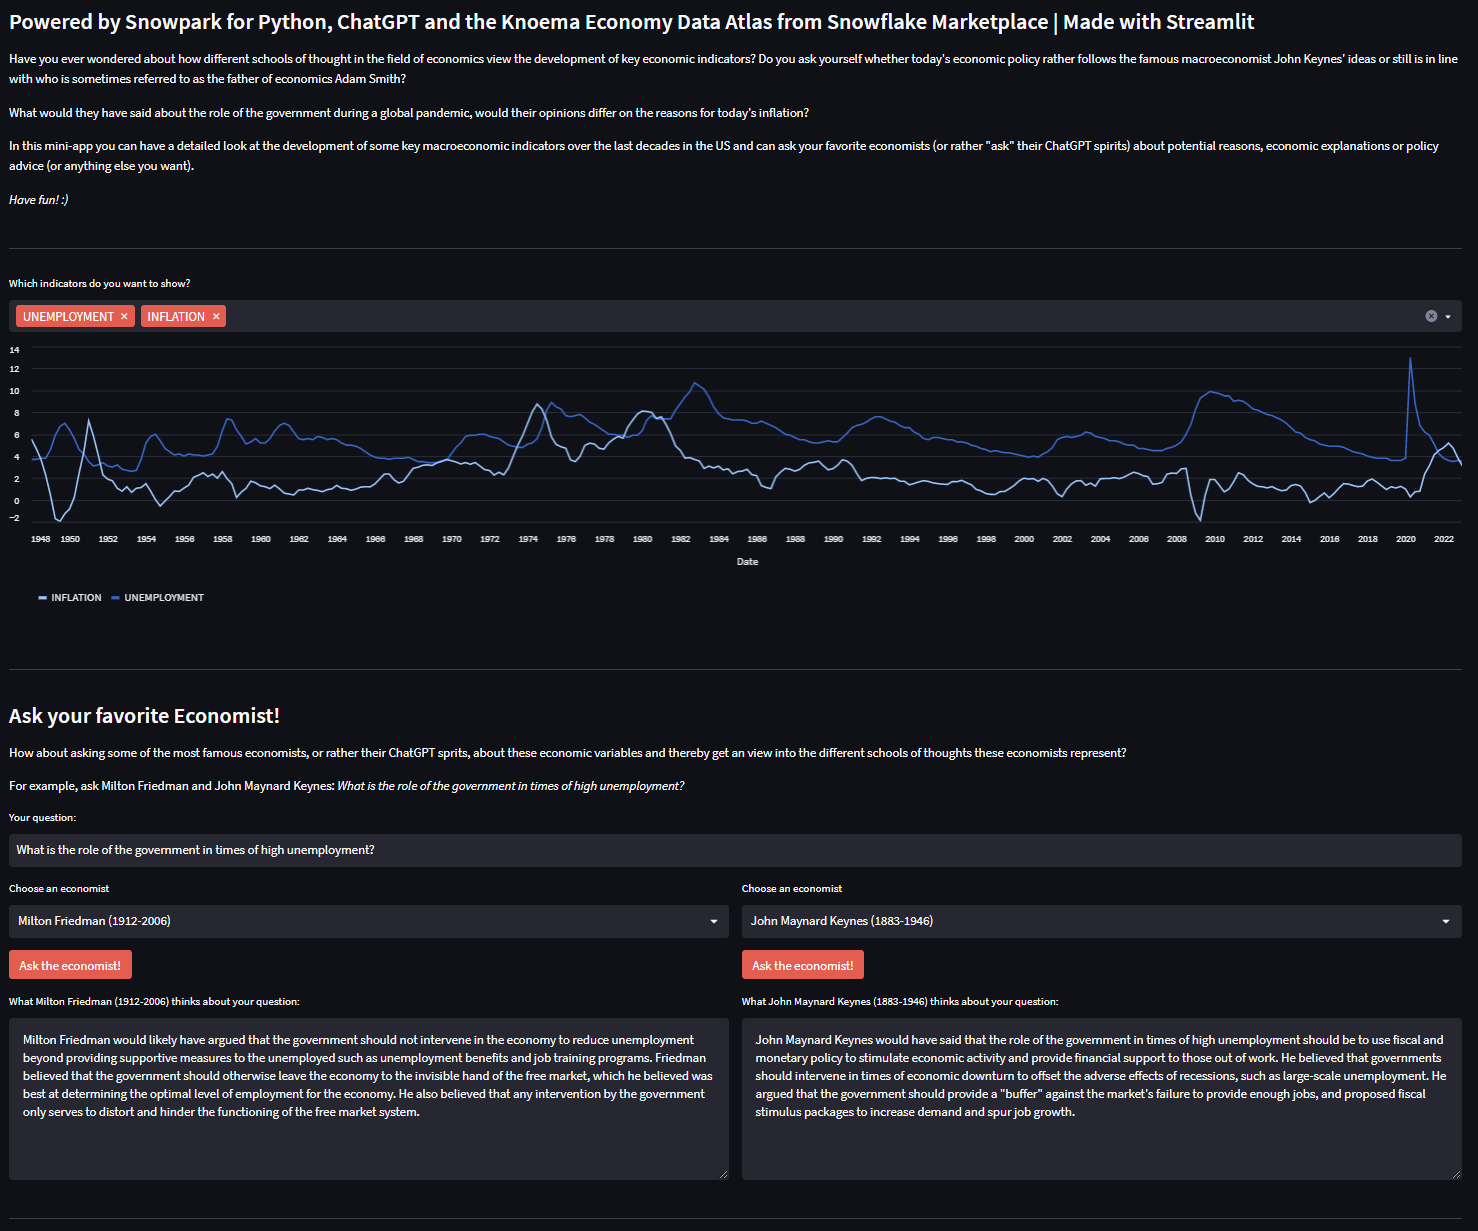 Powered by Snowpark for Python, ChatGPT and the Knoema Economy Data Atlas from Snowflake Marketplace | Made with Streamlit
Have you ever wondered about how different schools of thought in the field of economics view the development of key economic indicators? Do you ask yourself whether today's economic policy rather follows the famous macroeconomist John Keynes' ideas or still is in line
with who is sometimes referred to as the father of economics Adam Smith?
What would they have said about the role of the government during a global pandemic, would their opinions differ on the reasons for today's inflation?
In this mini-app you can have a detailed look at the development of some key macroeconomic indicators over the last decades in the US and can ask your favorite economists (or rather "ask" their ChatGPT spirits) about potential reasons, economic explanations or policy
advice (or anything else you want).
Have fun! :)
Which indicators do you want to show?
UNEMPLOYMENT × INFLATION ×
14
12
10
8
6
4
2
0
−2
1948 1950 1952 1954 1956 1958 1960 1962 1964 1966 1968 1970 1972 1974 1976 1978 1980 1982 1984 1986 1988 1990 1992 1994 1996 1998 2000 2002 2004 2006 2008 2010 2012 2014 2016 2018 2020 2022
Date
INFLATION UNEMPLOYMENT
Ask your favorite Economist!
How about asking some of the most famous economists, or rather their ChatGPT sprits, about these economic variables and thereby get an view into the different schools of thoughts these economists represent?
For example, ask Milton Friedman and John Maynard Keynes: What is the role of the government in times of high unemployment?
Your question:
What is the role of the government in times of high unemployment?
Choose an economist
Milton Friedman (1912-2006)
Ask the economist!
What Milton Friedman (1912-2006) thinks about your question:
Milton Friedman would likely have argued that the government should not intervene in the economy to reduce unemployment
beyond providing supportive measures to the unemployed such as unemployment benefits and job training programs. Friedman
believed that the government should otherwise leave the economy to the invisible hand of the free market, which he believed was
best at determining the optimal level of employment for the economy. He also believed that any intervention by the government
only serves to distort and hinder the functioning of the free market system.
Choose an economist
John Maynard Keynes (1883-1946)
Ask the economist!
What John Maynard Keynes (1883-1946) thinks about your question:
John Maynard Keynes would have said that the role of the government in times of high unemployment should be to use fiscal and
monetary policy to stimulate economic activity and provide financial support to those out of work. He believed that governments
should intervene in times of economic downturn to offset the adverse effects of recessions, such as large-scale unemployment. He
argued that the government should provide a "buffer" against the market's failure to provide enough jobs, and proposed fiscal
stimulus packages to increase demand and spur job growth.